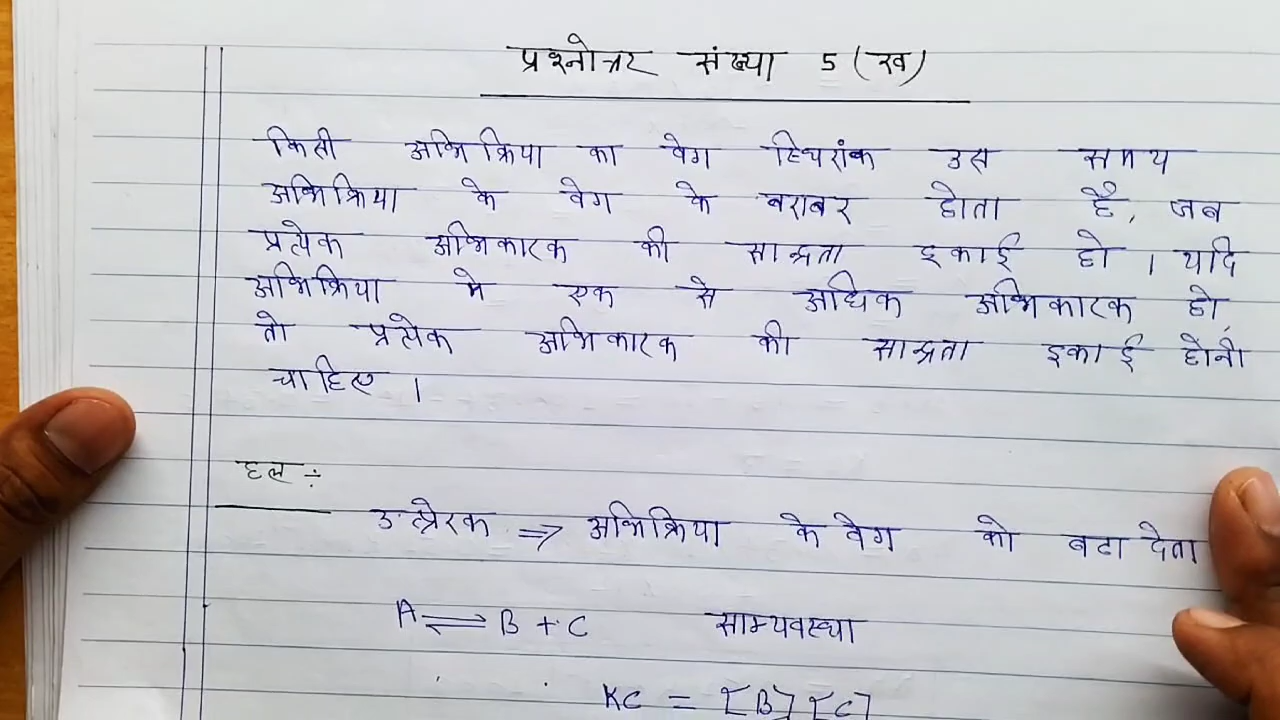 प्रश्नोत्तर संख्या 5 (ख)
किसी अभिक्रिया का वेग स्थिरांक उस समय
अभिक्रिया के वेग के बराबर होता है, जब
प्रत्येक अभिकारक की सान्द्रता इकाई हो । यदि
अभिक्रिया मे एक से अधिक अभिकारक हो,
तो प्रत्येक अभिकारक की सान्द्रता इकाई होनी
चाहिए ।
हल ÷
उत्प्रेरक ⇒ अभिक्रिया के वेग को बढा देता
A ⇌ B + C साम्यवस्था
KC = [B] [C]